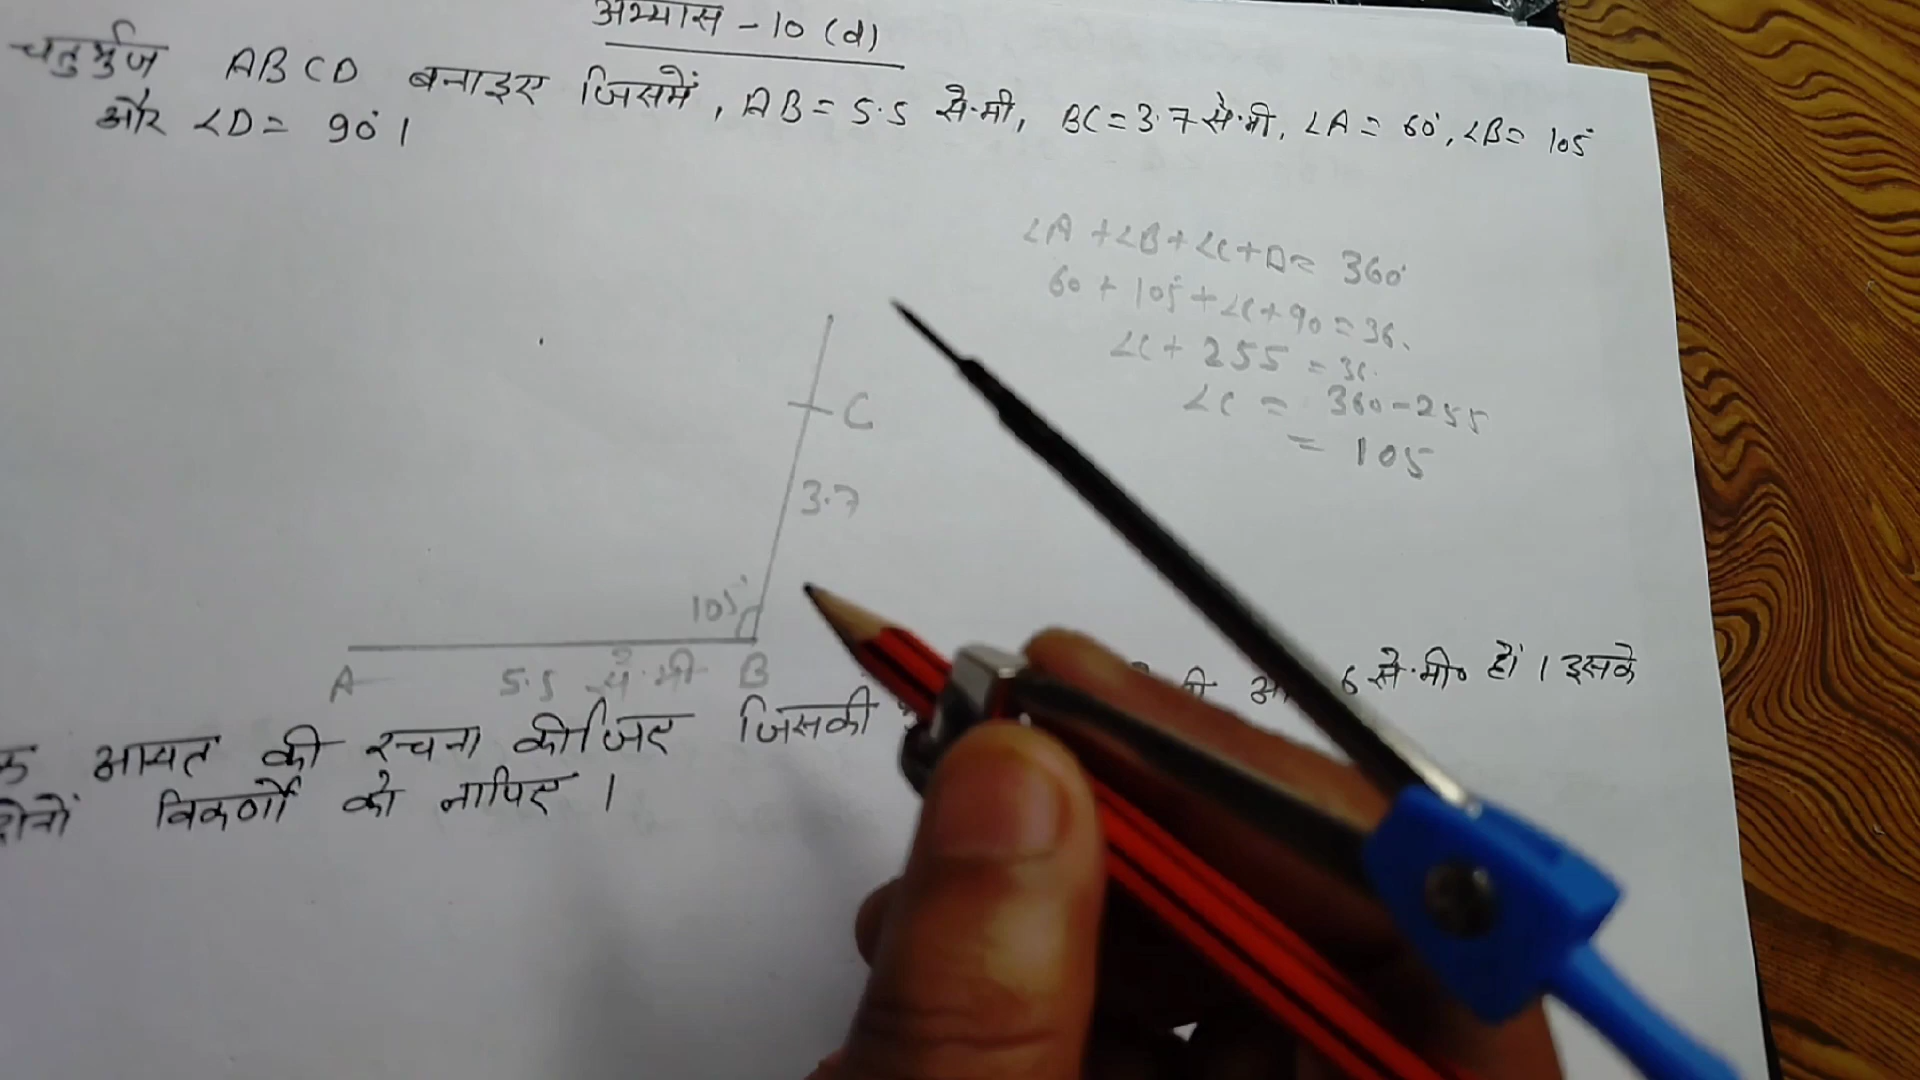 अभ्यास - 10 (d)
चतुर्भुज ABCD बनाइए जिसमें, AB = 5.5 से.मी, BC = 3.7 से.मी, ∠A = 60°, ∠B = 105°
और ∠D = 90°।
∠A + ∠B + ∠C + D = 360°
60 + 105° + ∠C + 90 = 36.
∠C + 255 = 36.
∠C = 360 - 255
= 105
C
3.7
105°
A 5.5 से.मी B
आयत की रचना कीजिए जिसकी 6 से.मी० हों। इसके
दोनों विकर्णों को नापिए।